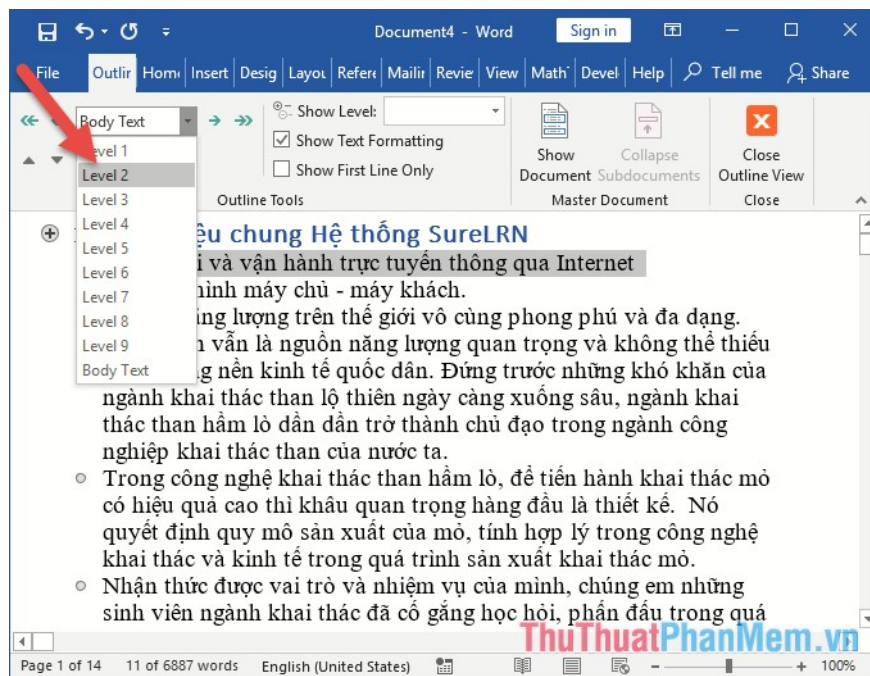 Document4 - Word
Sign in
File Outlir Hom Insert Desig Layou Refere Mailir Revie View Math Devel Help Tell me Share
Body Text
Show Level:
Show Text Formatting
Show First Line Only
Show Document
Collapse Subdocuments
Close Outline View
Outline Tools
Master Document
Close
evel 1
Level 2
Level 3
Level 4
Level 5
Level 6
Level 7
Level 8
Level 9
Body Text
ệu chung Hệ thống SureLRN
i và vận hành trực tuyến thông qua Internet
hình máy chủ - máy khách.
ng lượng trên thế giới vô cùng phong phú và đa dạng.
n vẫn là nguồn năng lượng quan trọng và không thể thiếu
g nền kinh tế quốc dân. Đứng trước những khó khăn của
ngành khai thác than lộ thiên ngày càng xuống sâu, ngành khai
thác than hầm lò dần dần trở thành chủ đạo trong ngành công
nghiệp khai thác than của nước ta.
Trong công nghệ khai thác than hầm lò, để tiến hành khai thác mỏ
có hiệu quả cao thì khâu quan trọng hàng đầu là thiết kế. Nó
quyết định quy mô sản xuất của mỏ, tính hợp lý trong công nghệ
khai thác và kinh tế trong quá trình sản xuất khai thác mỏ.
Nhận thức được vai trò và nhiệm vụ của mình, chúng em những
sinh viên ngành khai thác đã cố gắng học hỏi, phấn đấu trong quá
ThuThuatPhanMem.vn
Page 1 of 14 11 of 6887 words English (United States) 100%